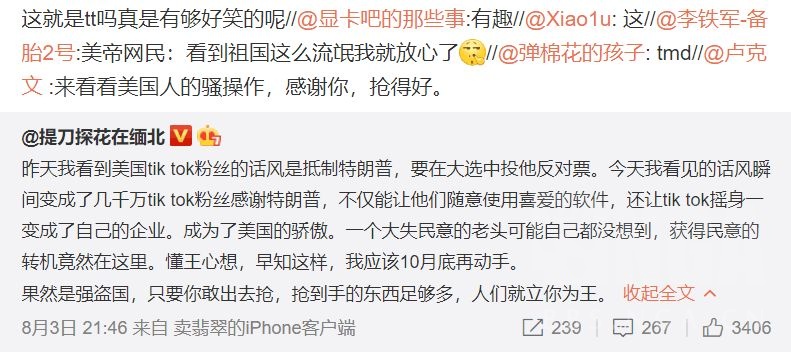 这就是tt吗真是有够好笑的呢//@显卡吧的那些事:有趣//@Xiao1u: 这//@李铁军-备
胎2号:美帝网民：看到祖国这么流氓我就放心了//@弹棉花的孩子: tmd//@卢克
文 :来看看美国人的骚操作，感谢你，抢得好。
@提刀探花在缅北
昨天我看到美国tik tok粉丝的话风是抵制特朗普，要在大选中投他反对票。今天我看见的话风瞬
间变成了几千万tik tok粉丝感谢特朗普，不仅能让他们随意使用喜爱的软件，还让tik tok摇身一
变成了自己的企业。成为了美国的骄傲。一个大失民意的老头可能自己都没想到，获得民意的
转机竟然在这里。懂王心想，早知这样，我应该10月底再动手。
果然是强盗国，只要你敢出去抢，抢到手的东西足够多，人们就立你为王。 收起全文
8月3日 21:46 来自 卖翡翠的iPhone客户端 239 267 3406